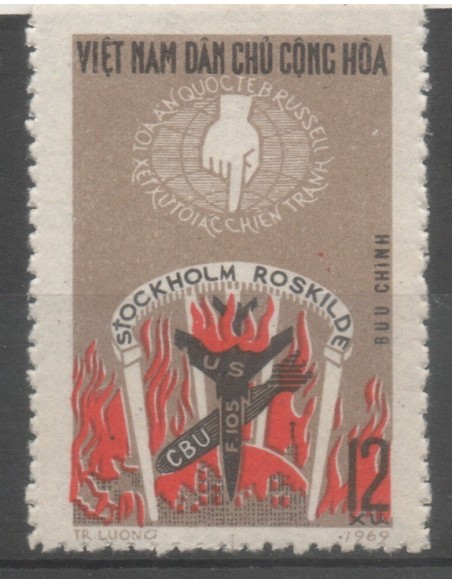 VIỆT NAM DÂN CHỦ CỘNG HÒA
TOÀ ÁN QUỐC TẾ B. RUSSELL
XÉT XỬ TỘI ÁC CHIẾN TRANH
BƯU CHÍNH
STOCKHOLM ROSKILDE
US
F.105
CBU
12
XU
TR. LUONG
1969